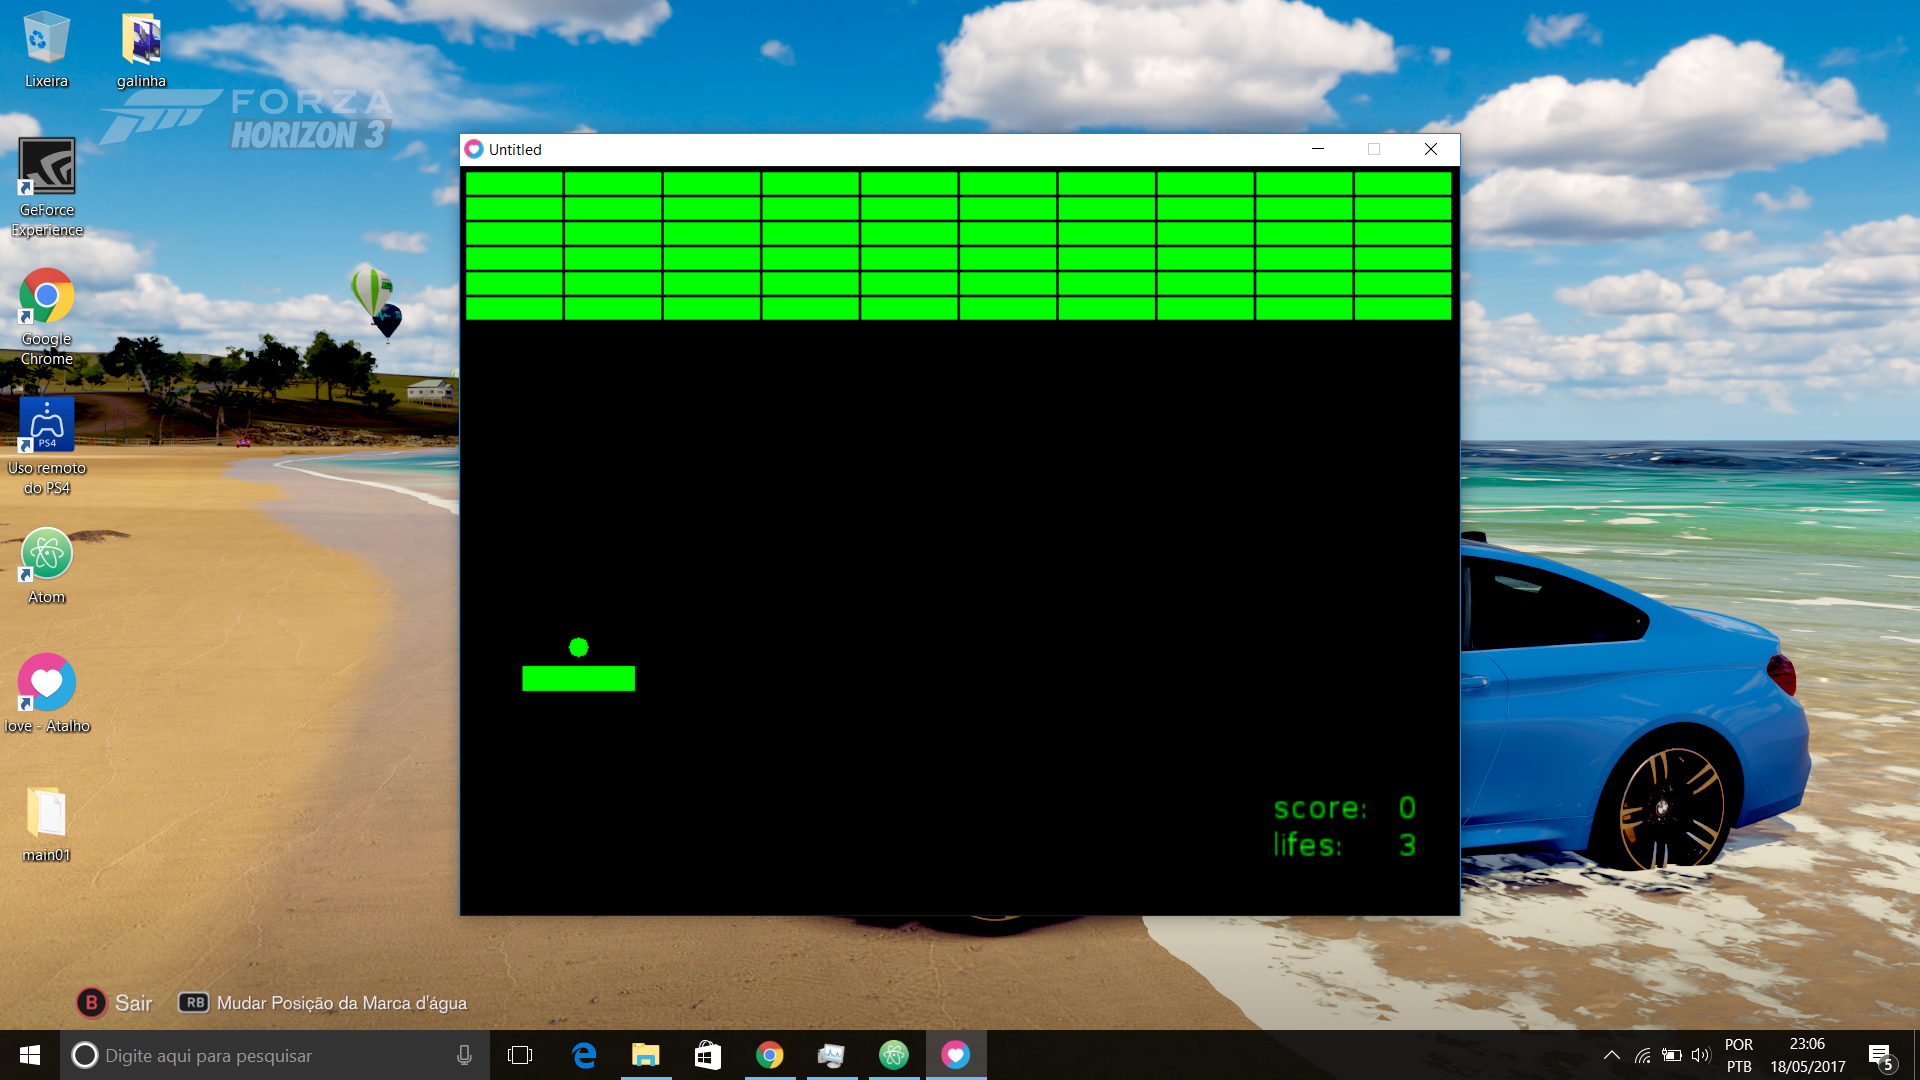 Lixeira
galinha
FORZA
HORIZON 3
GeForce
Experience
Google
Chrome
PS4
Uso remoto
do PS4
Atom
love - Atalho
main01
Untitled
score: 0
lifes: 3
B Sair RB Mudar Posição da Marca d'água
Digite aqui para pesquisar
POR
PTB
23:06
18/05/2017
5